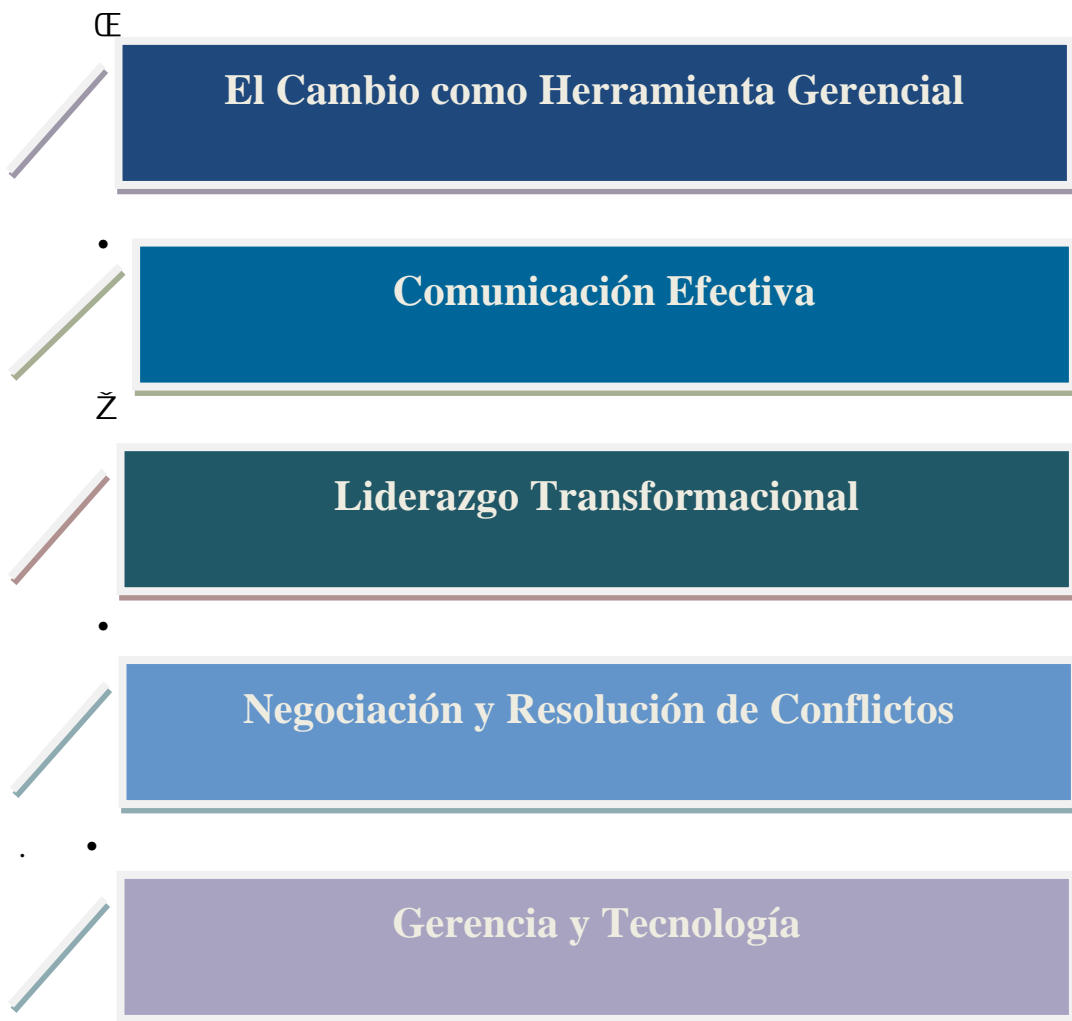 Œ
El Cambio como Herramienta Gerencial
•
Comunicación Efectiva
Ž
Liderazgo Transformacional
•
Negociación y Resolución de Conflictos
. •
Gerencia y Tecnología